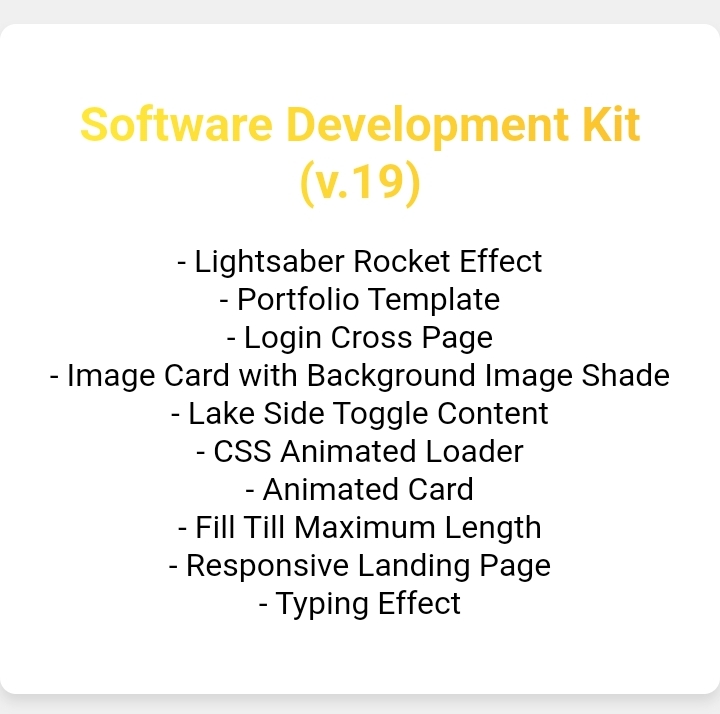 Software Development Kit
(v.19)
- Lightsaber Rocket Effect
- Portfolio Template
- Login Cross Page
- Image Card with Background Image Shade
- Lake Side Toggle Content
- CSS Animated Loader
- Animated Card
- Fill Till Maximum Length
- Responsive Landing Page
- Typing Effect